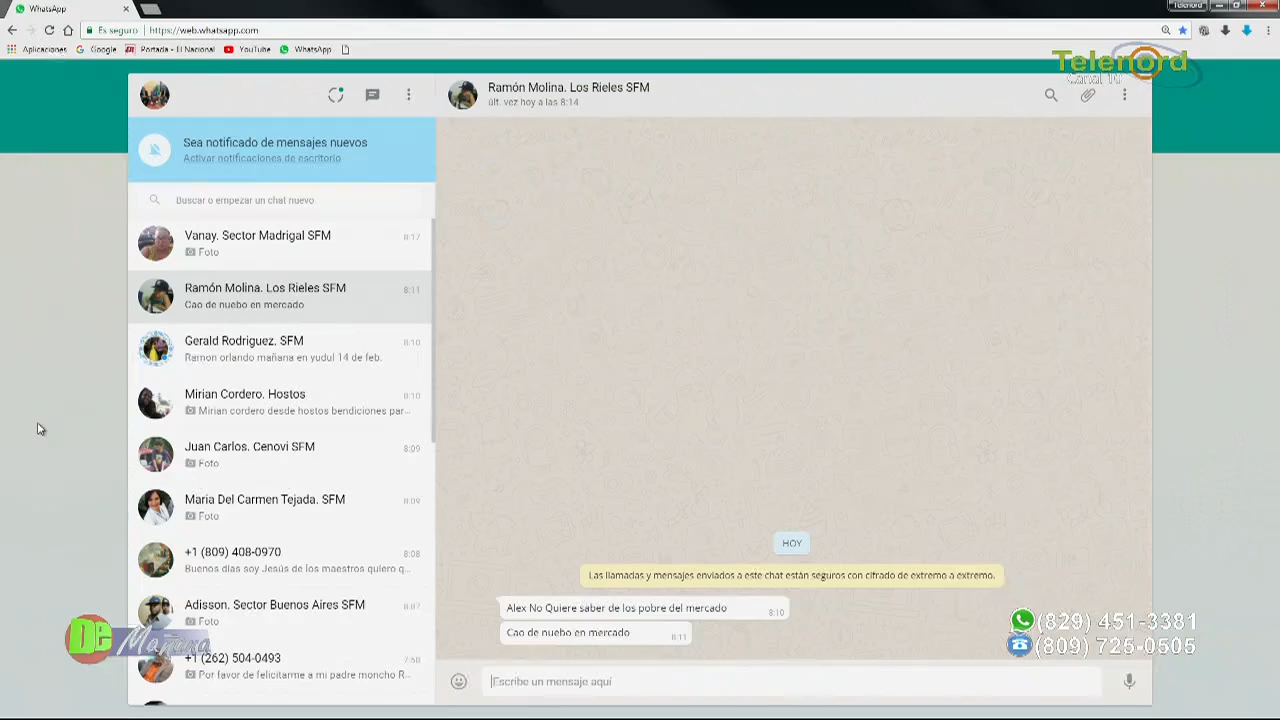 WhatsApp
Telenord
Es seguro
https://web.whatsapp.com
Aplicaciones
Google
Portada - El Nacional
YouTube
WhatsApp
Telenord
Canal 10
Ramón Molina. Los Rieles SFM
últ. vez hoy a las 8:14
Sea notificado de mensajes nuevos
Activar notificaciones de escritorio
Buscar o empezar un chat nuevo
Vanay. Sector Madrigal SFM
8:17
Foto
Ramón Molina. Los Rieles SFM
8:11
Cao de nuebo en mercado
Gerald Rodriguez. SFM
8:10
Ramon orlando mañana en yudul 14 de feb.
Mirian Cordero. Hostos
8:10
Mirian cordero desde hostos bendiciones par...
Juan Carlos. Cenovi SFM
8:09
Foto
Maria Del Carmen Tejada. SFM
8:09
Foto
+1 (809) 408-0970
8:08
Buenos dias soy Jesús de los maestros quiero q...
Adisson. Sector Buenos Aires SFM
8:07
Foto
+1 (262) 504-0493
7:50
Por favor de felicitarme a mi padre moncho R...
HOY
Las llamadas y mensajes enviados a este chat están seguros con cifrado de extremo a extremo.
Alex No Quiere saber de los pobre del mercado
8:10
Cao de nuebo en mercado
8:11
Escribe un mensaje aquí
De Mañana
(829) 451-3381
(809) 725-0505